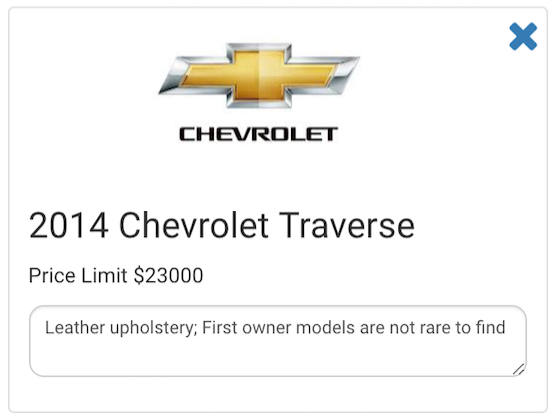 CHEVROLET
2014 Chevrolet Traverse
Price Limit $23000
Leather upholstery; First owner models are not rare to find